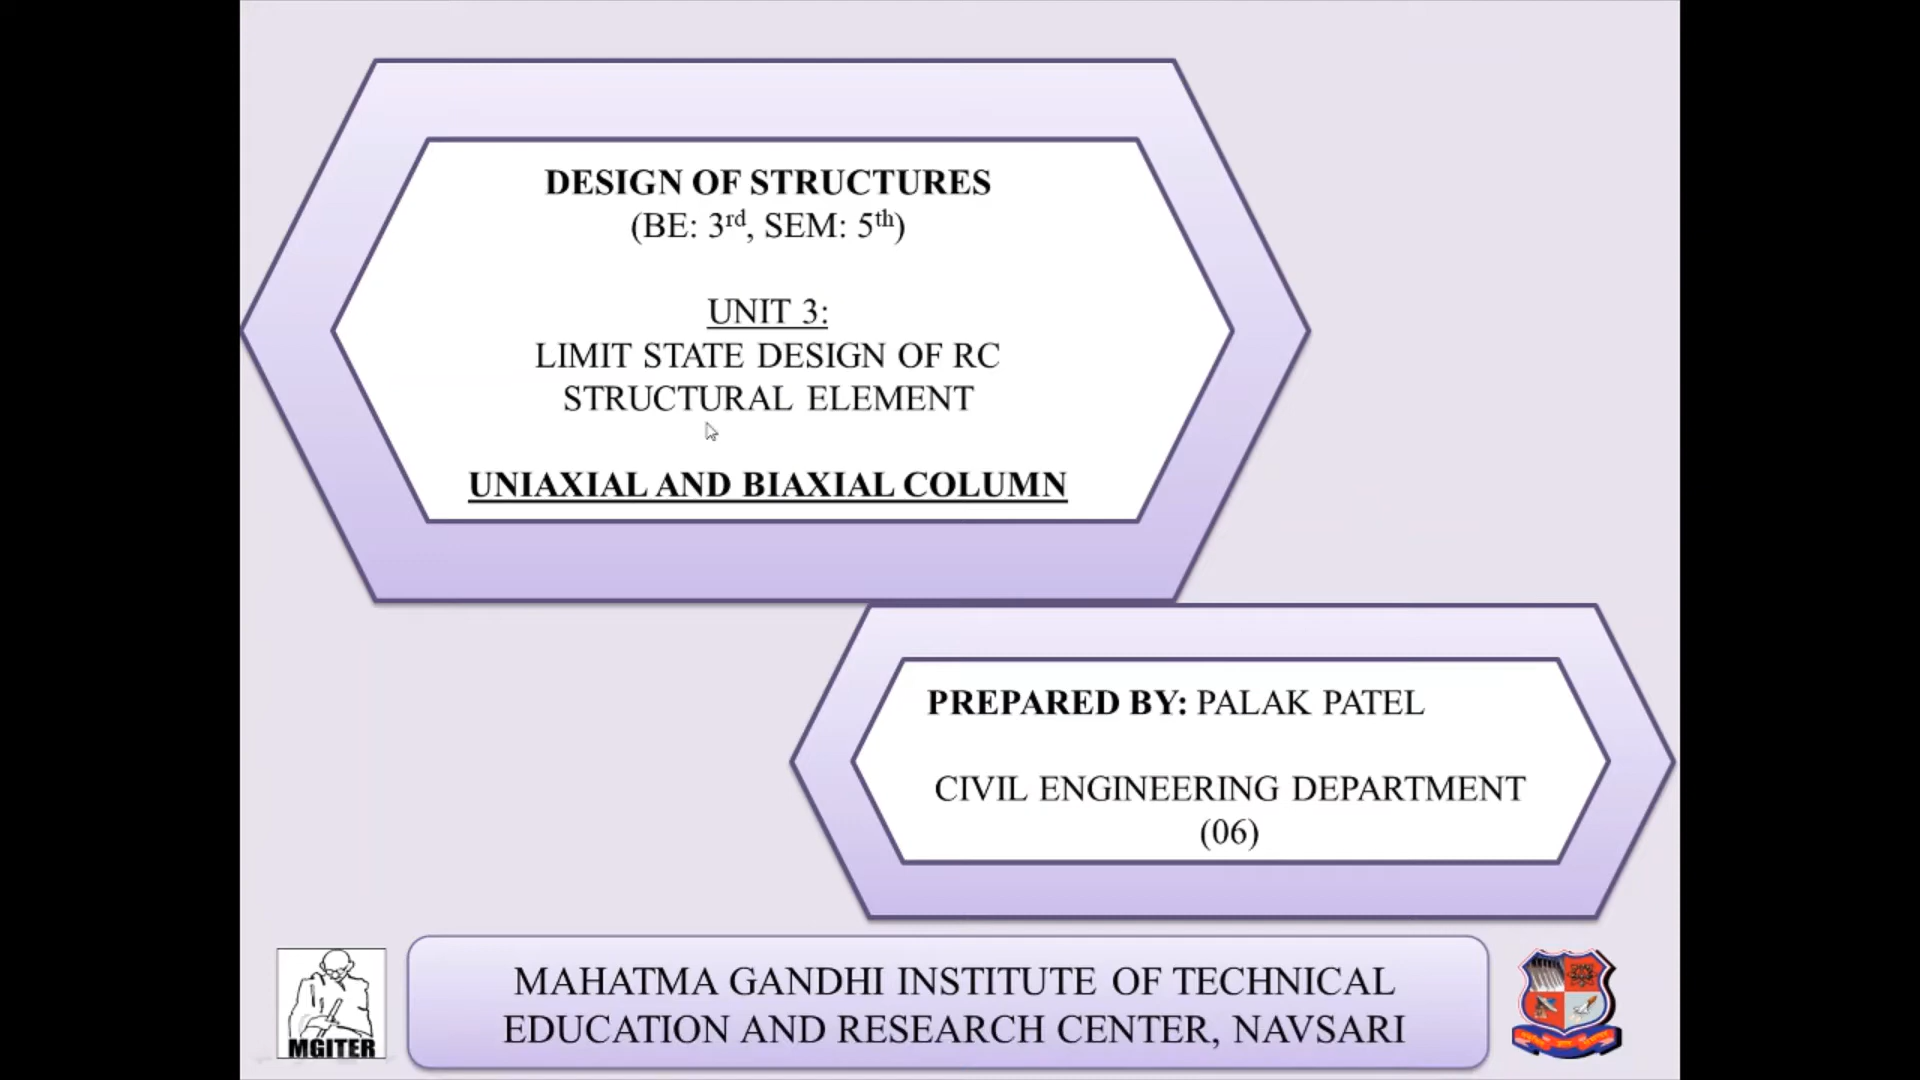 DESIGN OF STRUCTURES
(BE: 3rd, SEM: 5th)
UNIT 3:
LIMIT STATE DESIGN OF RC
STRUCTURAL ELEMENT
UNIAXIAL AND BIAXIAL COLUMN
PREPARED BY: PALAK PATEL
CIVIL ENGINEERING DEPARTMENT
(06)
MGITER
MAHATMA GANDHI INSTITUTE OF TECHNICAL
EDUCATION AND RESEARCH CENTER, NAVSARI